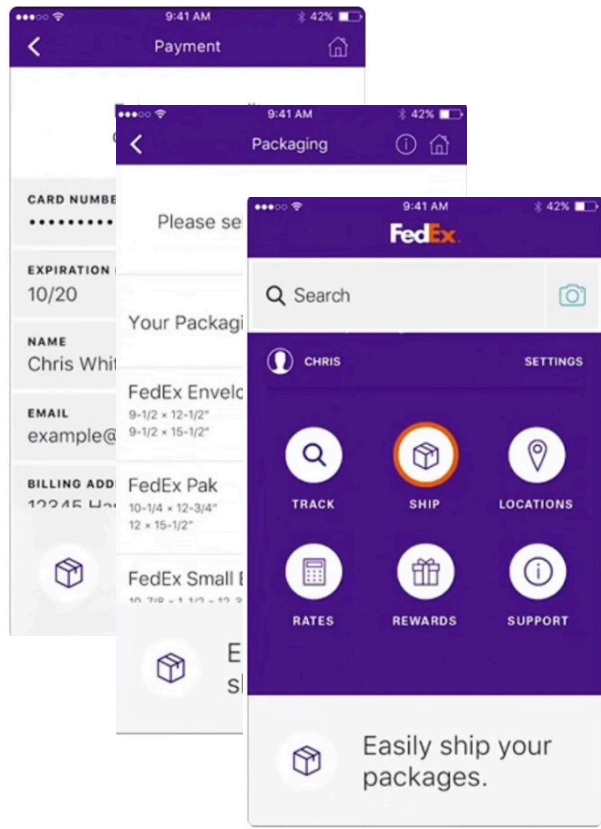 9:41 AM
42%
Payment
CARD NUMBE
EXPIRATION
10/20
NAME
Chris Whit
EMAIL
example@
BILLING ADD
9:41 AM
42%
Packaging
Please se
Your Packagi
FedEx Envelo
9-1/2 × 12-1/2"
9-1/2 × 15-1/2"
FedEx Pak
10-1/4 × 12-3/4"
12 × 15-1/2"
FedEx Small
E
9:41 AM
42%
FedEx
Search
CHRIS
SETTINGS
TRACK
SHIP
LOCATIONS
RATES
REWARDS
SUPPORT
Easily ship your
packages.